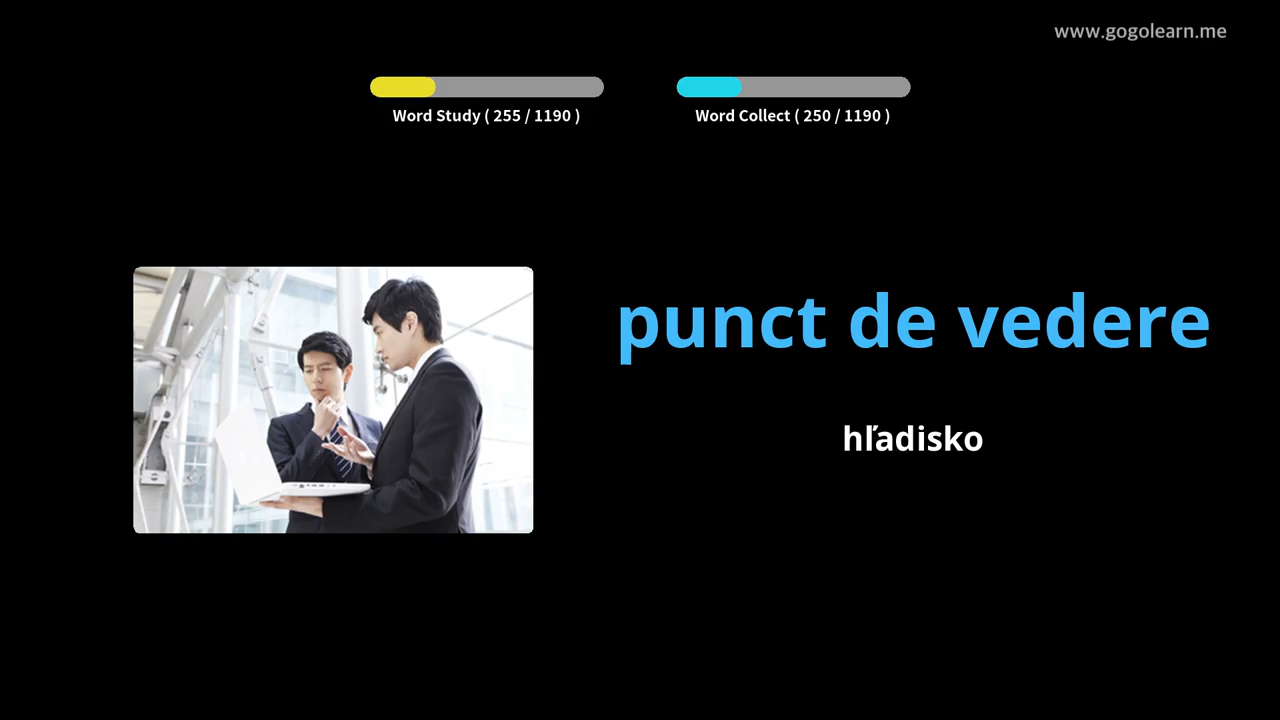 www.gogolearn.me
Word Study ( 255 / 1190 )
Word Collect ( 250 / 1190 )
punct de vedere
hľadisko